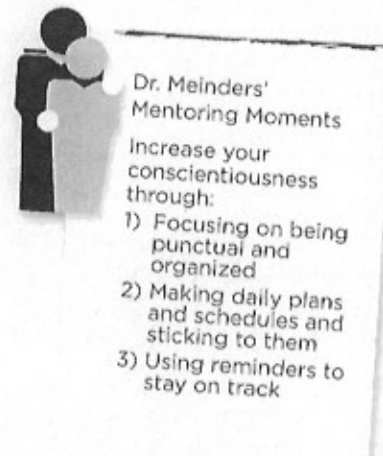 Dr. Meinders'
Mentoring Moments
Increase your
conscientiousness
through:
1) Focusing on being
punctual and
organized
2) Making daily plans
and schedules and
sticking to them
3) Using reminders to
stay on track